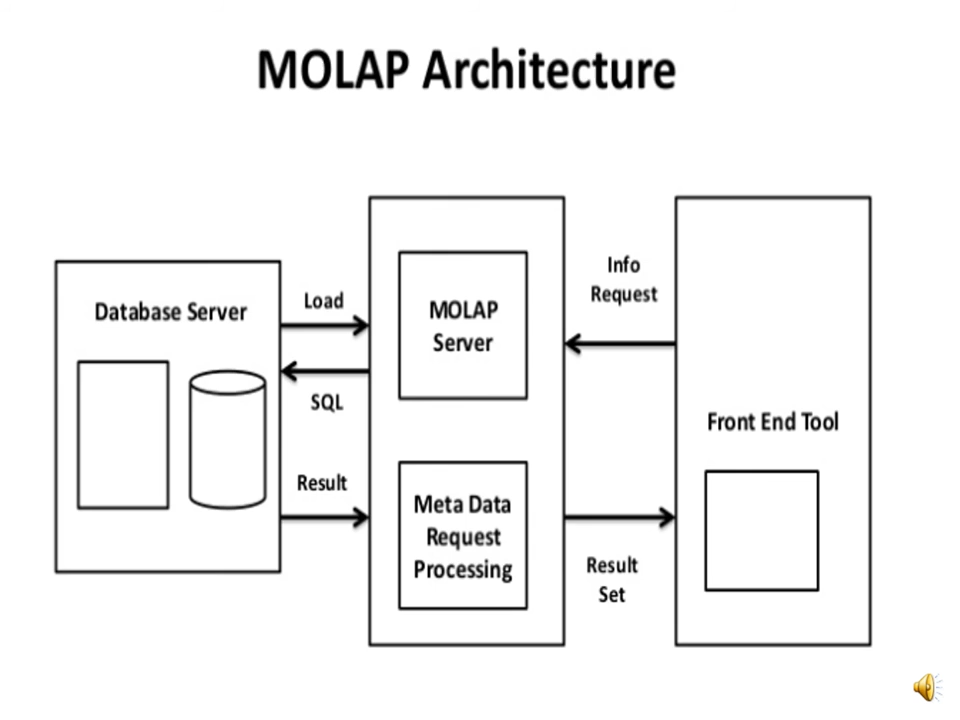 MOLAP Architecture
Database Server
Load
SQL
Result
MOLAP
Server
Meta Data
Request
Processing
Info
Request
Result
Set
Front End Tool